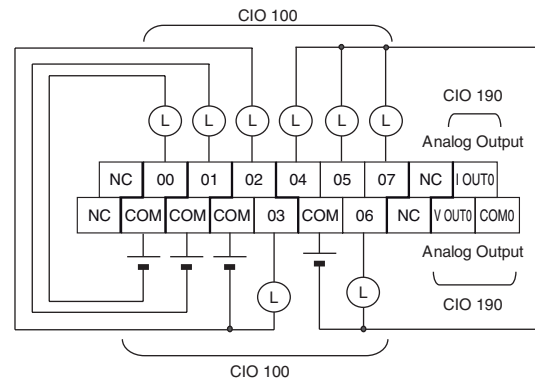 CIO 100
CIO 190
Analog Output
L L L L L L
NC 00 01 02 04 05 07 NC I OUT0
NC COM COM COM 03 COM 06 NC V OUT0 COM0
L L
Analog Output
CIO 190
CIO 100